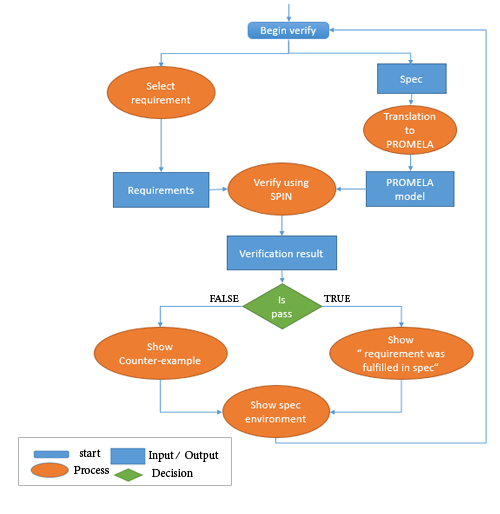 Begin verify
Select
requirement
Spec
Translation
to
PROMELA
Requirements
Verify using
SPIN
PROMELA
model
Verification result
FALSE
Is
pass
TRUE
Show
Counter-example
Show
“ requirement was
fulfilled in spec”
Show spec
environment
start
Input / Output
Process
Decision